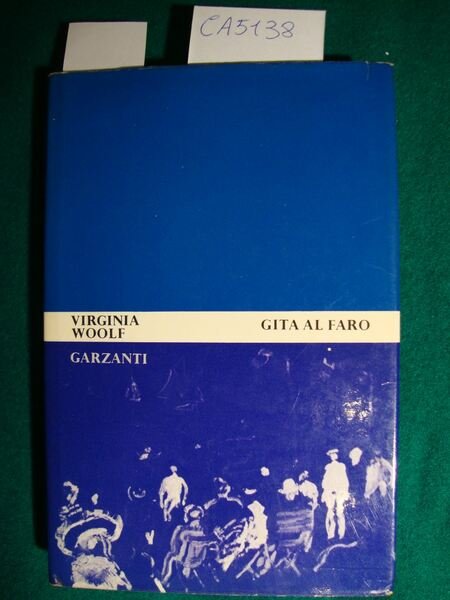 CA5138
VIRGINIA
WOOLF
GITA AL FARO
GARZANTI